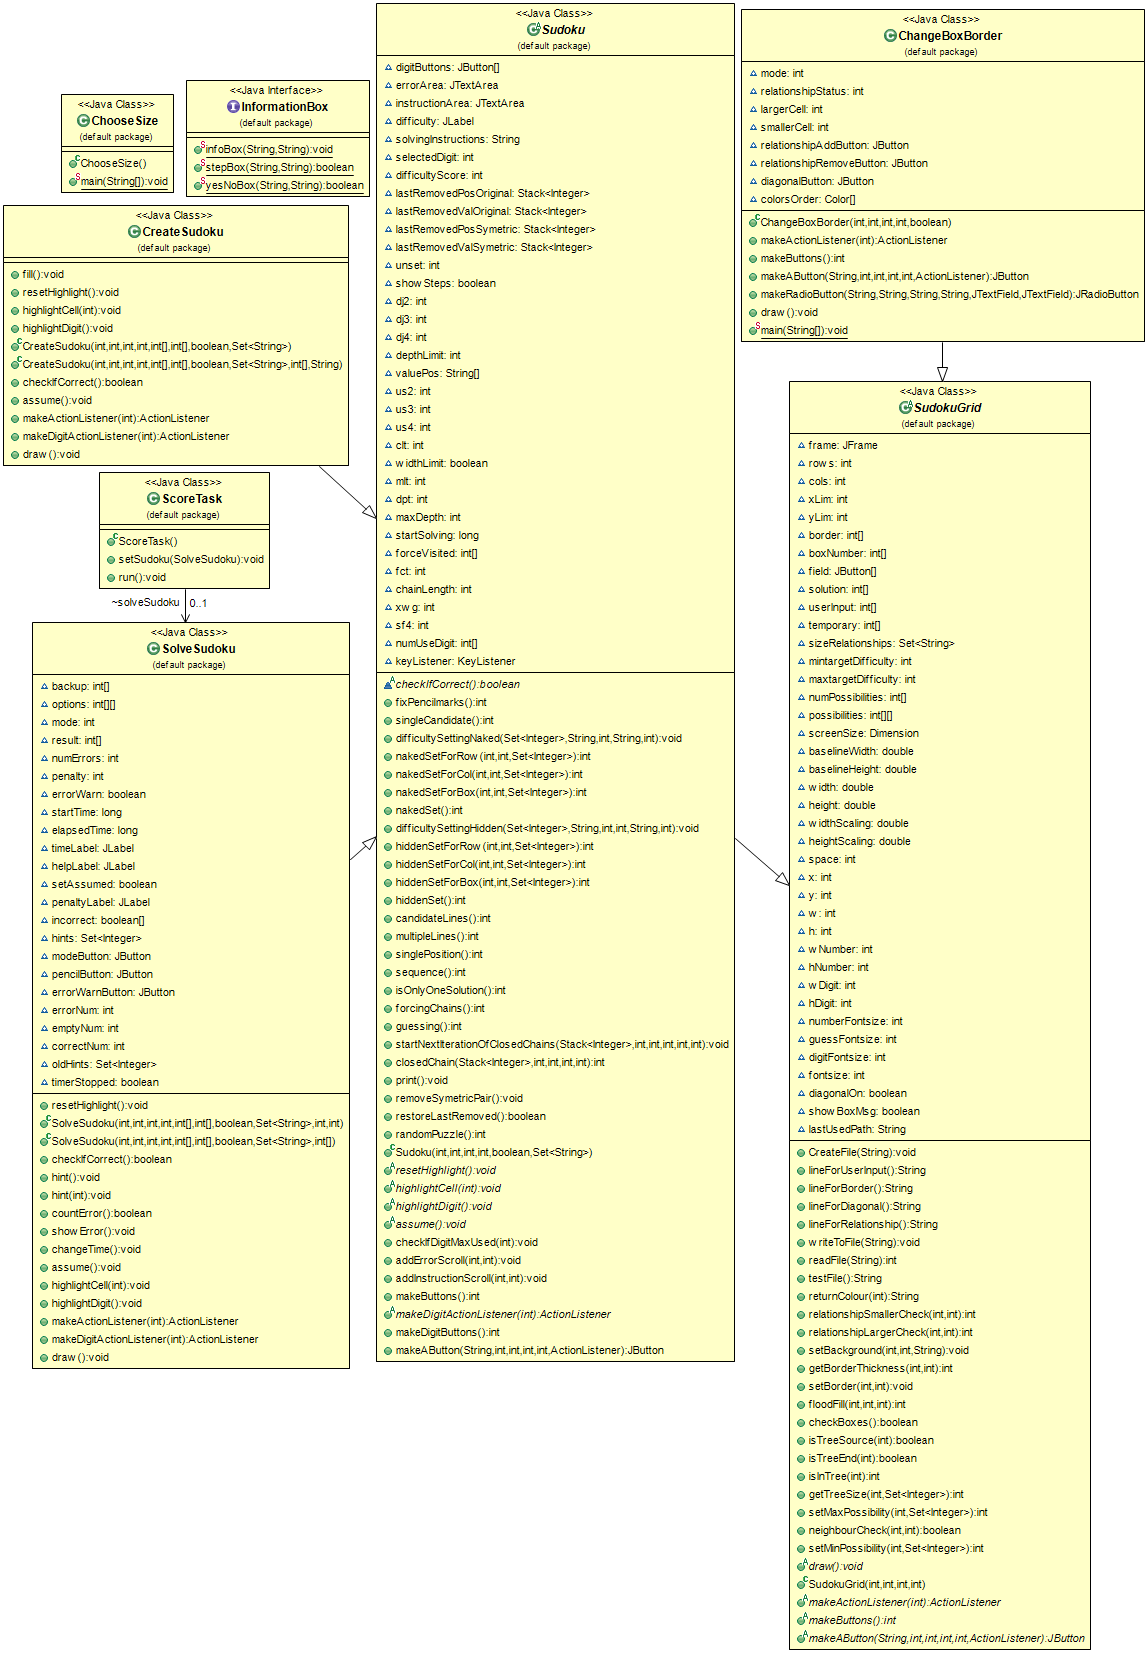 <<Java Class>>
ChooseSize
(default package)
ChooseSize()
main(String[]):void
<<Java Interface>>
InformationBox
(default package)
infoBox(String,String):void
stepBox(String,String):boolean
yesNoBox(String,String):boolean
<<Java Class>>
CreateSudoku
(default package)
fill():void
resetHighlight():void
highlightCell(int):void
highlightDigit():void
CreateSudoku(int,int,int,int,int[],int[],boolean,Set<String>)
CreateSudoku(int,int,int,int,int[],int[],boolean,Set<String>,int[],String)
checkIfCorrect():boolean
assume():void
makeActionListener(int):ActionListener
makeDigitActionListener(int):ActionListener
draw():void
<<Java Class>>
ScoreTask
(default package)
ScoreTask()
setSudoku(SolveSudoku):void
run():void
~solveSudoku
0..1
<<Java Class>>
SolveSudoku
(default package)
backup: int[]
options: int[][]
mode: int
result: int[]
numErrors: int
penalty: int
errorWarn: boolean
startTime: long
elapsedTime: long
timeLabel: JLabel
helpLabel: JLabel
setAssumed: boolean
penaltyLabel: JLabel
incorrect: boolean[]
hints: Set<Integer>
modeButton: JButton
pencilButton: JButton
errorWarnButton: JButton
errorNum: int
emptyNum: int
correctNum: int
oldHints: Set<Integer>
timerStopped: boolean
resetHighlight():void
SolveSudoku(int,int,int,int,int[],int[],boolean,Set<String>,int,int)
SolveSudoku(int,int,int,int,int[],int[],boolean,Set<String>,int[])
checkIfCorrect():boolean
hint():void
hint(int):void
countError():boolean
showError():void
changeTime():void
assume():void
highlightCell(int):void
highlightDigit():void
makeActionListener(int):ActionListener
makeDigitActionListener(int):ActionListener
draw():void
<<Java Class>>
Sudoku
(default package)
digitButtons: JButton[]
errorArea: JTextArea
instructionArea: JTextArea
difficulty: JLabel
solvingInstructions: String
selectedDigit: int
difficultyScore: int
lastRemovedPosOriginal: Stack<Integer>
lastRemovedValOriginal: Stack<Integer>
lastRemovedPosSymetric: Stack<Integer>
lastRemovedValSymetric: Stack<Integer>
unset: int
showSteps: boolean
dj2: int
dj3: int
dj4: int
depthLimit: int
valuePos: String[]
us2: int
us3: int
us4: int
clt: int
widthLimit: boolean
mlt: int
dpt: int
maxDepth: int
startSolving: long
forceVisited: int[]
fct: int
chainLength: int
xwg: int
sf4: int
numUseDigit: int[]
keyListener: KeyListener
checkIfCorrect():boolean
fixPencilmarks():int
singleCandidate():int
difficultySettingNaked(Set<Integer>,String,int,String,int):void
nakedSetForRow(int,int,Set<Integer>):int
nakedSetForCol(int,int,Set<Integer>):int
nakedSetForBox(int,int,Set<Integer>):int
nakedSet():int
difficultySettingHidden(Set<Integer>,String,int,int,String,int):void
hiddenSetForRow(int,int,Set<Integer>):int
hiddenSetForCol(int,int,Set<Integer>):int
hiddenSetForBox(int,int,Set<Integer>):int
hiddenSet():int
candidateLines():int
multipleLines():int
singlePosition():int
sequence():int
isOnlyOneSolution():int
forcingChains():int
guessing():int
startNextIterationOfClosedChains(Stack<Integer>,int,int,int,int,int):void
closedChain(Stack<Integer>,int,int,int,int):int
print():void
removeSymetricPair():void
restoreLastRemoved():boolean
randomPuzzle():int
Sudoku(int,int,int,int,boolean,Set<String>)
resetHighlight():void
highlightCell(int):void
highlightDigit():void
assume():void
checkIfDigitMaxUsed(int):void
addErrorScroll(int,int):void
addInstructionScroll(int,int):void
makeButtons():int
makeDigitActionListener(int):ActionListener
makeDigitButtons():int
makeAButton(String,int,int,int,int,ActionListener):JButton
<<Java Class>>
ChangeBoxBorder
(default package)
mode: int
relationshipStatus: int
largerCell: int
smallerCell: int
relationshipAddButton: JButton
relationshipRemoveButton: JButton
diagonalButton: JButton
colorsOrder: Color[]
ChangeBoxBorder(int,int,int,int,boolean)
makeActionListener(int):ActionListener
makeButtons():int
makeAButton(String,int,int,int,int,ActionListener):JButton
makeRadioButton(String,String,String,String,JTextField,JTextField):JRadioButton
draw():void
main(String[]):void
<<Java Class>>
SudokuGrid
(default package)
frame: JFrame
rows: int
cols: int
xLim: int
yLim: int
border: int[]
boxNumber: int[]
field: JButton[]
solution: int[]
userInput: int[]
temporary: int[]
sizeRelationships: Set<String>
mintargetDifficulty: int
maxtargetDifficulty: int
numPossibilities: int[]
possibilities: int[][]
screenSize: Dimension
baselineWidth: double
baselineHeight: double
width: double
height: double
widthScaling: double
heightScaling: double
space: int
x: int
y: int
w: int
h: int
wNumber: int
hNumber: int
wDigit: int
hDigit: int
numberFontsize: int
guessFontsize: int
digitFontsize: int
fontsize: int
diagonalOn: boolean
showBoxMsg: boolean
lastUsedPath: String
CreateFile(String):void
lineForUserInput():String
lineForBorder():String
lineForDiagonal():String
lineForRelationship():String
writeToFile(String):void
readFile(String):int
testFile():String
returnColour(int):String
relationshipSmallerCheck(int,int):int
relationshipLargerCheck(int,int):int
setBackground(int,int,String):void
getBorderThickness(int,int):int
setBorder(int,int):void
floodFill(int,int,int):int
checkBoxes():boolean
isTreeSource(int):boolean
isTreeEnd(int):boolean
isInTree(int):int
getTreeSize(int,Set<Integer>):int
setMaxPossibility(int,Set<Integer>):int
neighbourCheck(int,int):boolean
setMinPossibility(int,Set<Integer>):int
draw():void
SudokuGrid(int,int,int,int)
makeActionListener(int):ActionListener
makeButtons():int
makeAButton(String,int,int,int,int,ActionListener):JButton